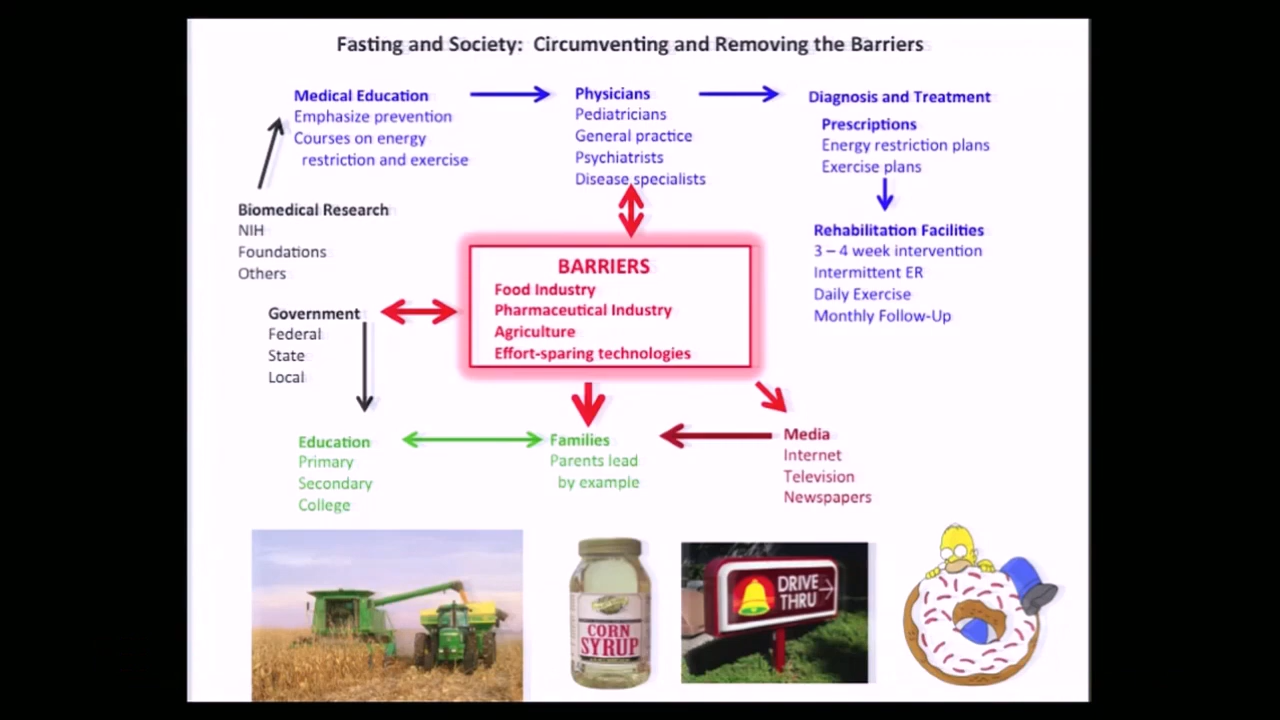 Fasting and Society: Circumventing and Removing the Barriers
Medical Education
Emphasize prevention
Courses on energy
restriction and exercise
Physicians
Pediatricians
General practice
Psychiatrists
Disease specialists
Diagnosis and Treatment
Prescriptions
Energy restriction plans
Exercise plans
Biomedical Research
NIH
Foundations
Others
Rehabilitation Facilities
3 – 4 week intervention
Intermittent ER
Daily Exercise
Monthly Follow-Up
BARRIERS
Food Industry
Pharmaceutical Industry
Agriculture
Effort-sparing technologies
Government
Federal
State
Local
Education
Primary
Secondary
College
Families
Parents lead
by example
Media
Internet
Television
Newspapers
CORN
SYRUP
DRIVE
THRU